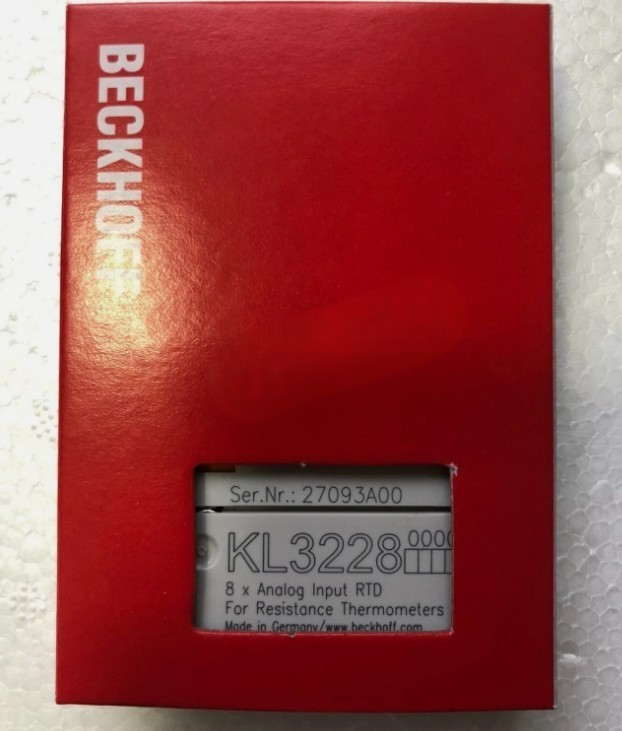 BECKHOFF
Ser.Nr.: 27093A00
KL3228
8 x Analog Input RTD
For Resistance Thermometers
Made in Germany/www.beckhoff.com